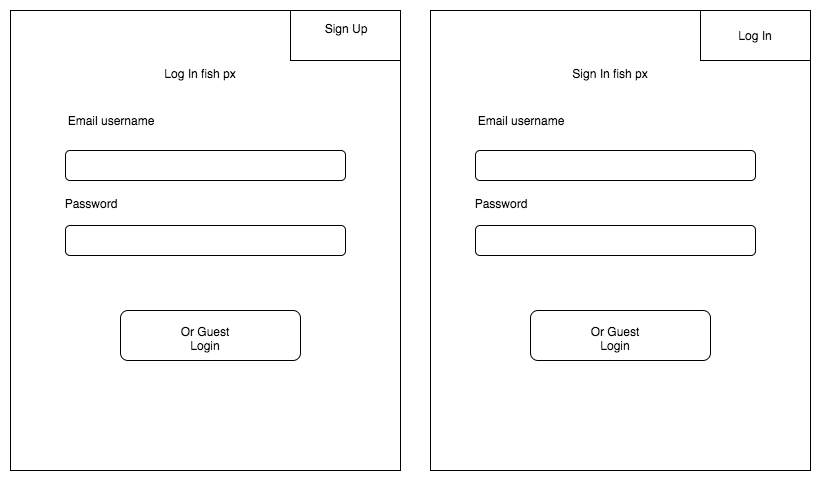 Sign Up
Log In fish px
Email username
Password
Or Guest
Login
Log In
Sign In fish px
Email username
Password
Or Guest
Login